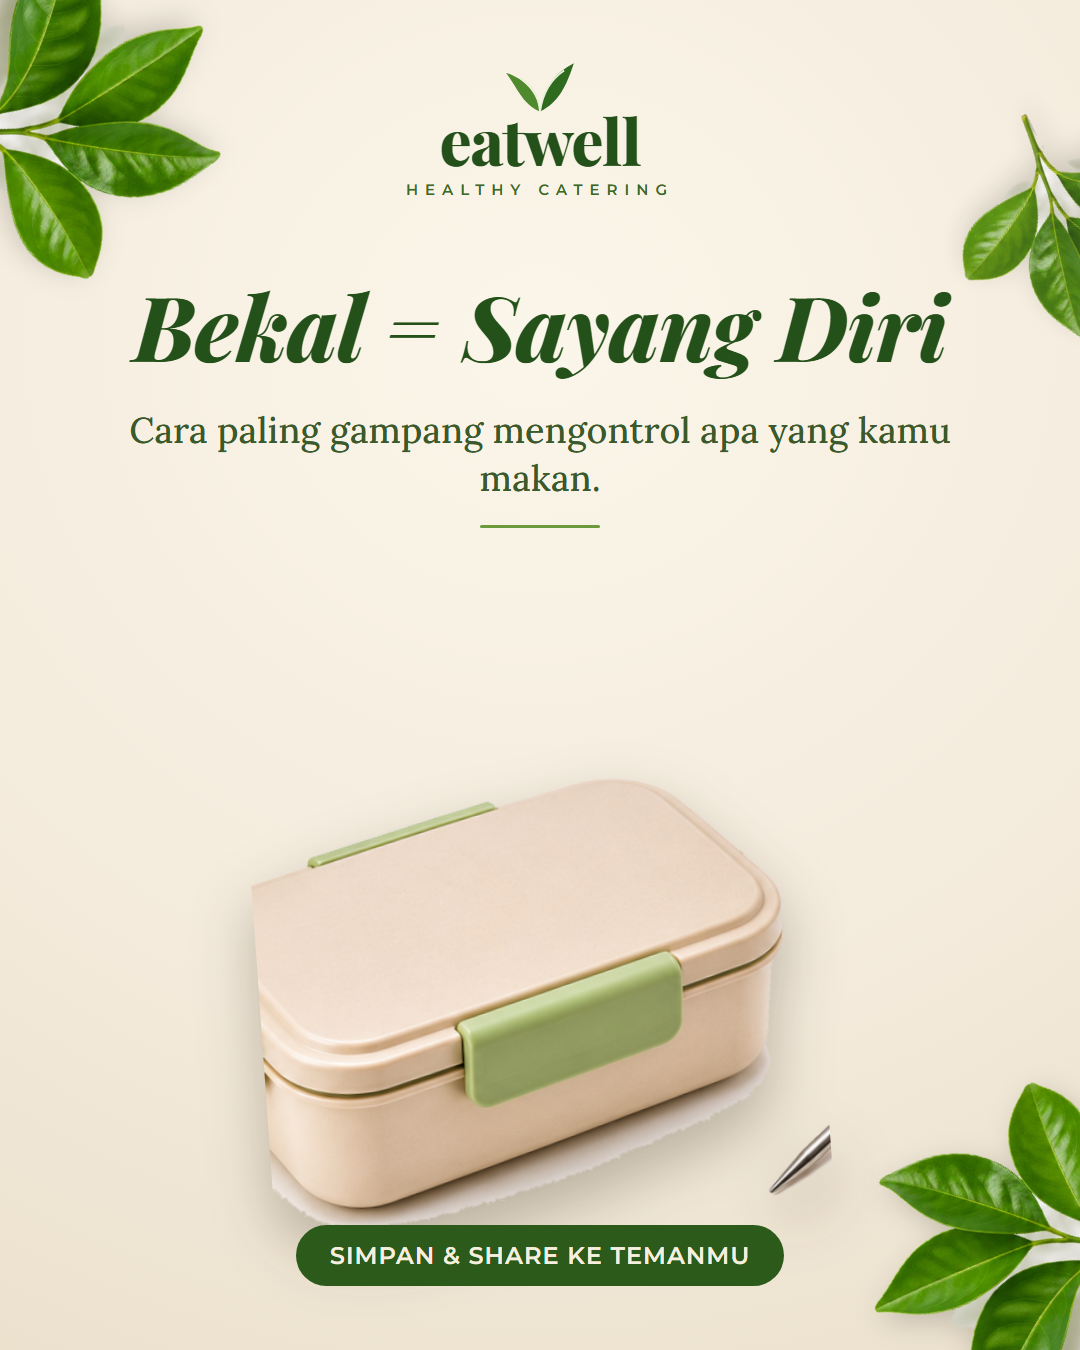 eatwell
HEALTHY CATERING
Bekal = Sayang Diri
Cara paling gampang mengontrol apa yang kamu
makan.
SIMPAN & SHARE KE TEMANMU